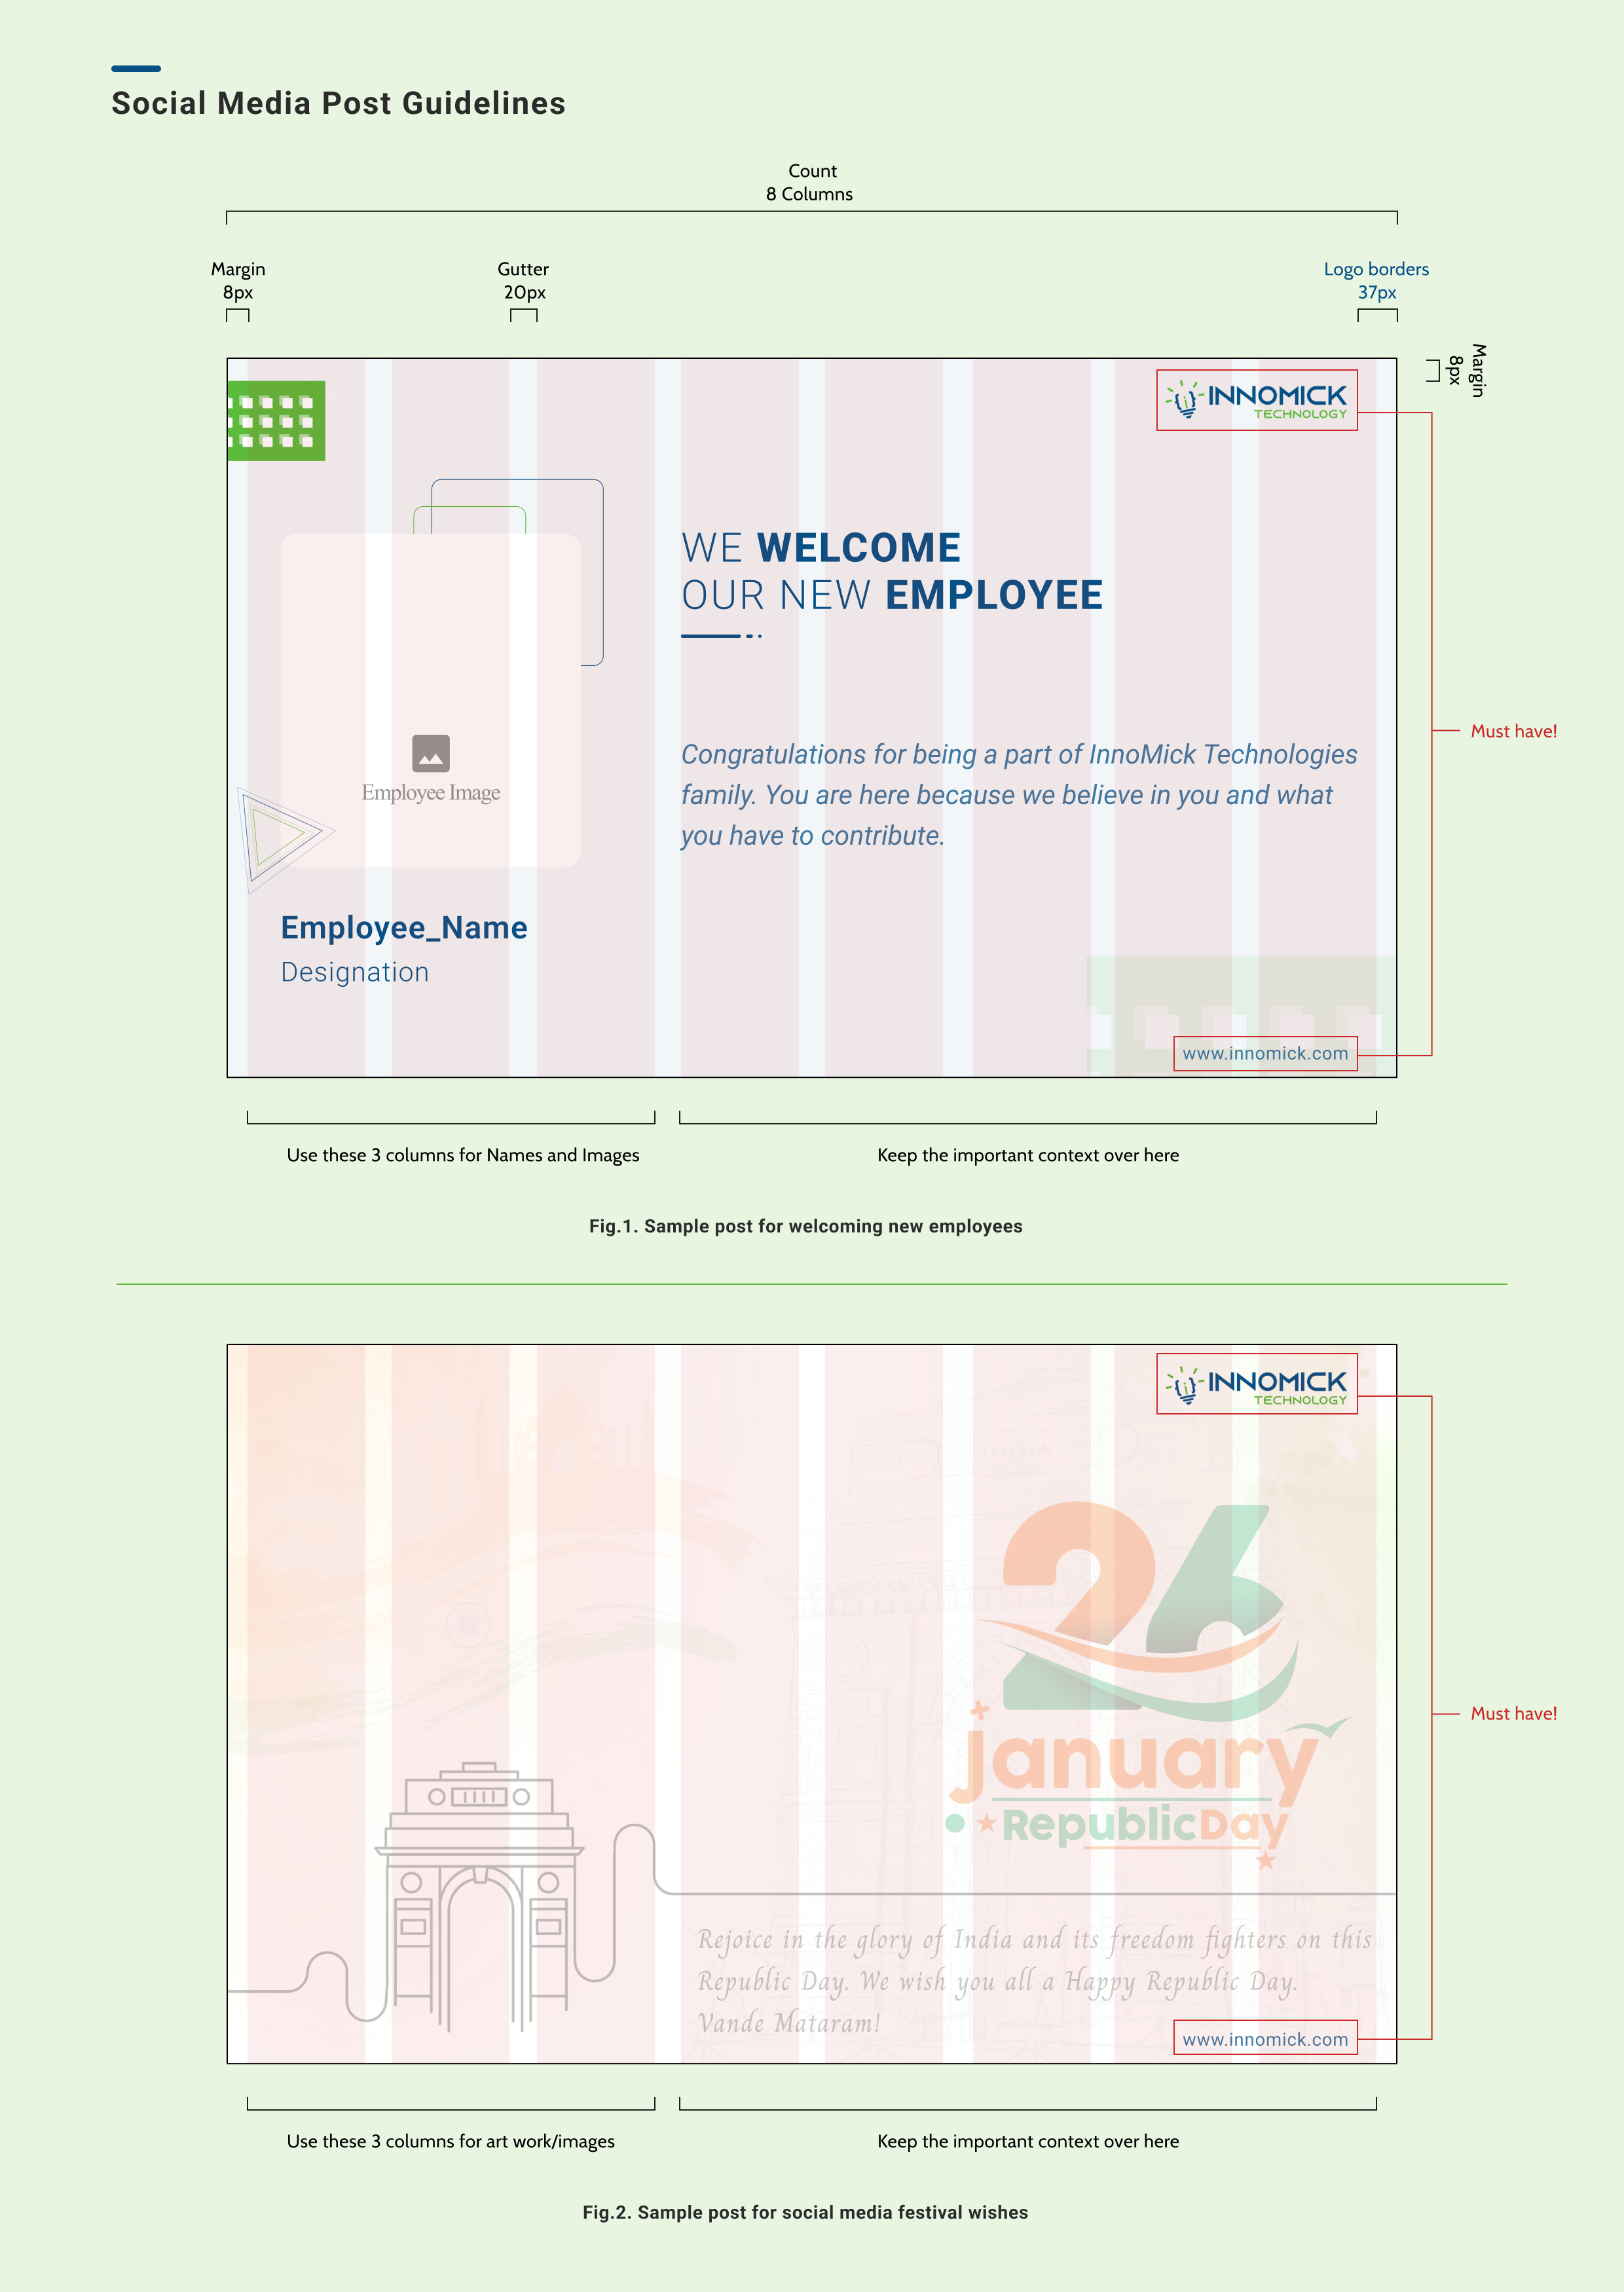 Social Media Post Guidelines
Count
8 Columns
Margin
8px
Gutter
20px
Logo borders
37px
Margin
8px
INNOMICK
TECHNOLOGY
WE WELCOME
OUR NEW EMPLOYEE
Must have!
Congratulations for being a part of InnoMick Technologies
family. You are here because we believe in you and what
you have to contribute.
Employee Image
Employee_Name
Designation
www.innomick.com
Use these 3 columns for Names and Images
Keep the important context over here
Fig.1. Sample post for welcoming new employees
INNOMICK
TECHNOLOGY
INDIA
26
january
Republic Day
Must have!
Rejoice in the glory of India and its freedom fighters on this
Republic Day. We wish you all a Happy Republic Day.
Vande Mataram!
www.innomick.com
Use these 3 columns for art work/images
Keep the important context over here
Fig.2. Sample post for social media festival wishes